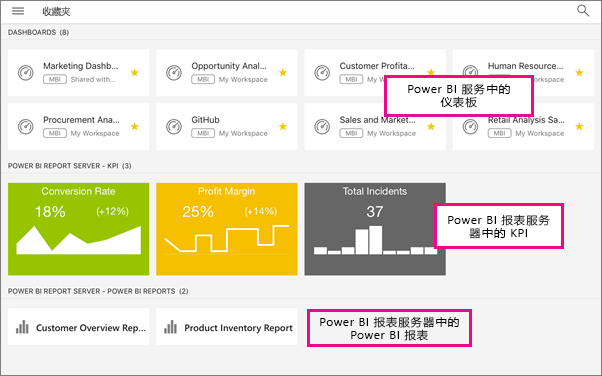 收藏夹
DASHBOARDS (8)
Marketing Dashb...
MBI Shared with...
Opportunity Anal...
MBI My Workspace
Customer Profita...
MBI My Wo
Human Resource...
Power BI 服务中的
仪表板
Procurement Ana...
MBI My Workspace
GitHub
MBI My Workspace
Sales and Market...
MBI My Workspace
Retail Analysis Sa...
MBI My Workspace
POWER BI REPORT SERVER - KPI (3)
Conversion Rate
18% (+12%)
Profit Margin
25% (+14%)
Total Incidents
37
Power BI 报表服务
器中的 KPI
POWER BI REPORT SERVER - POWER BI REPORTS (2)
Customer Overview Rep...
Product Inventory Report
Power BI 报表服务器中的
Power BI 报表